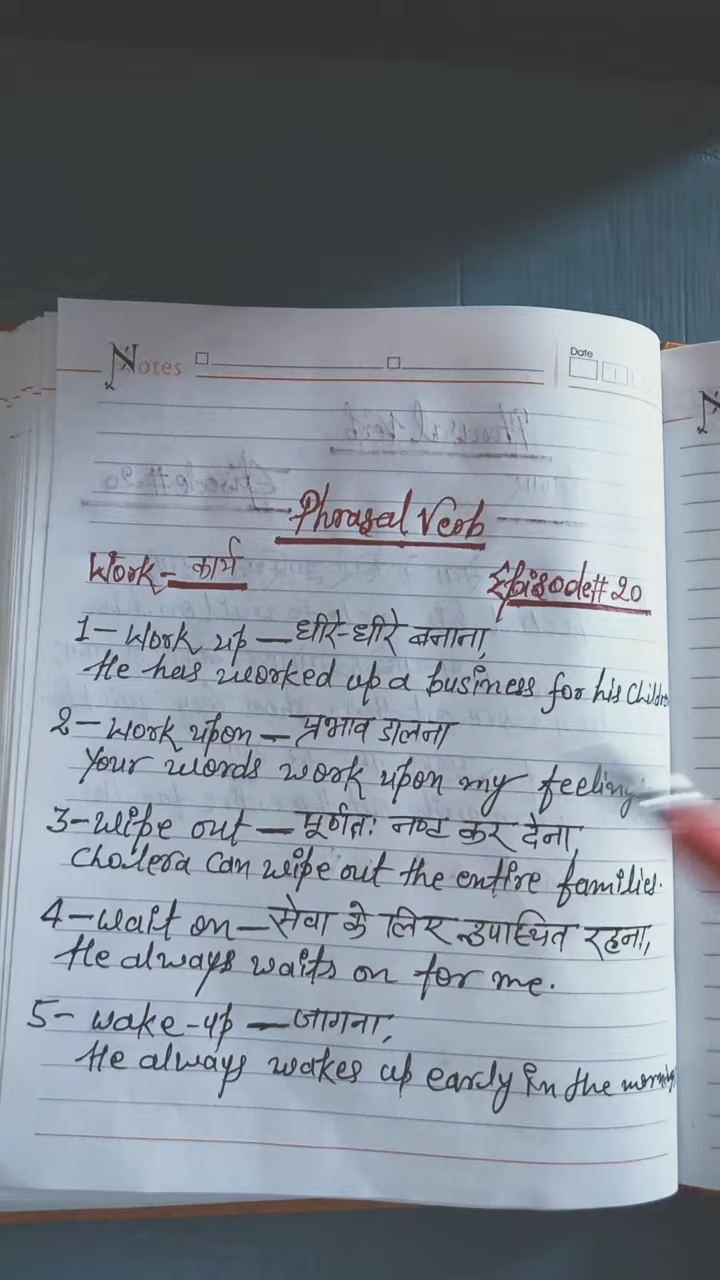 Notes
Date
Phrasal Verb
Work - कार्य
Episode# 20
1- Work up - धीरे-धीरे बनाना,
He has worked up a business for his Children
2- Work upon - प्रभाव डालना
Your words work upon my feeling
3- Wipe out - पूर्णतः नष्ट कर देना,
Cholera can wipe out the entire families.
4- Wait on - सेवा के लिए उपास्थित रहना,
He always waits on for me.
5- Wake-up - जागना,
He always wakes up early in the morning